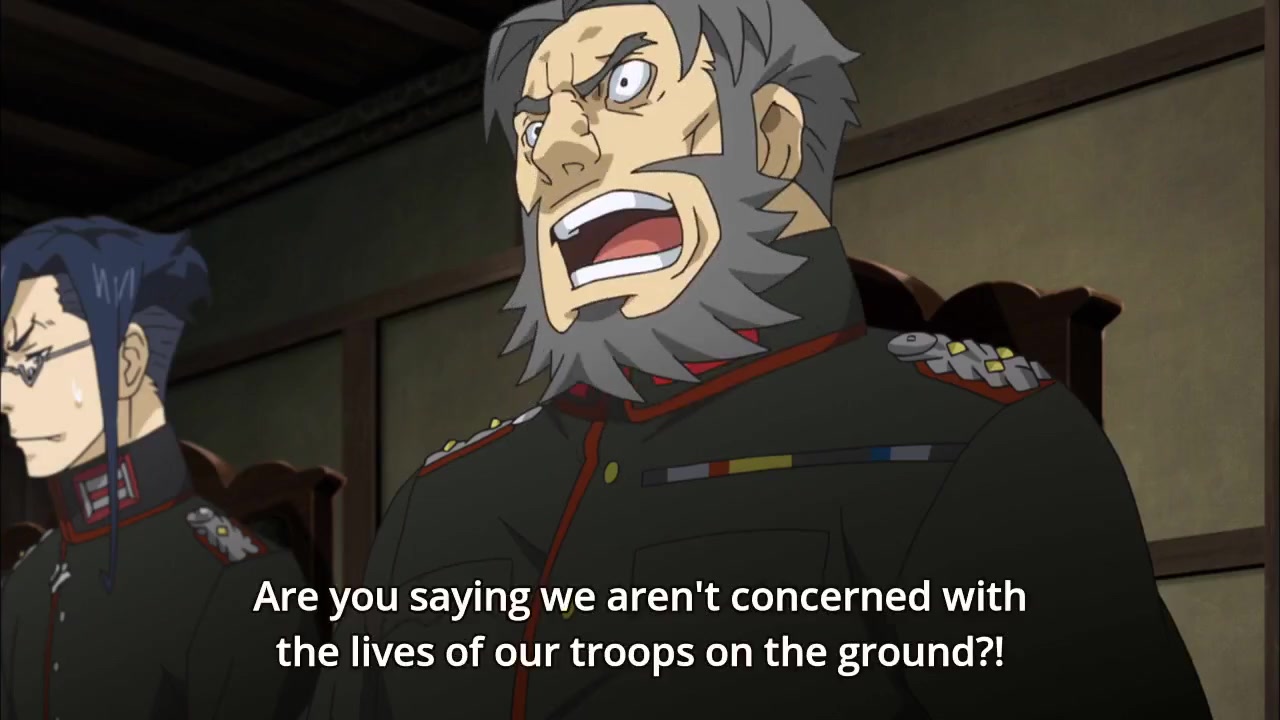 Are you saying we aren't concerned with
the lives of our troops on the ground?!